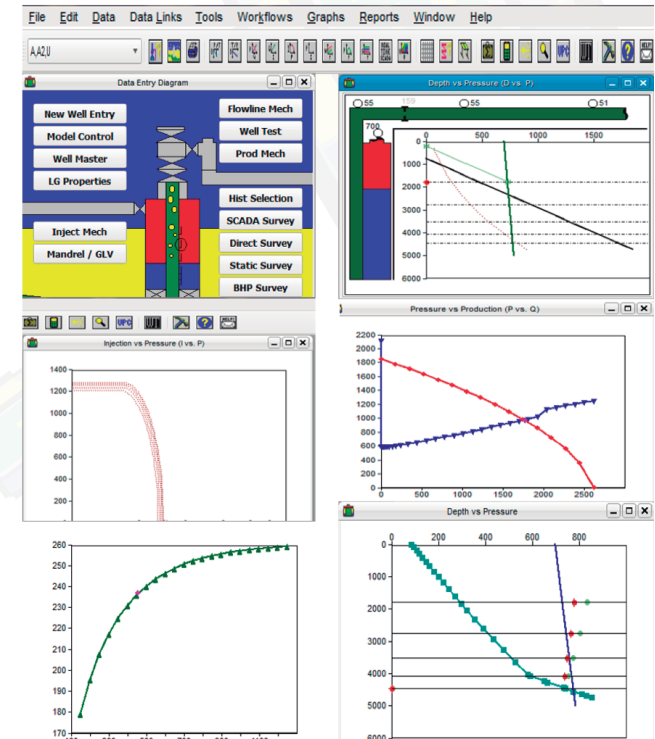 File Edit Data Data Links Tools Workflows Graphs Reports Window Help
A,A2,U
Data Entry Diagram
New Well Entry
Model Control
Well Master
LG Properties
Inject Mech
Mandrel / GLV
Flowline Mech
Well Test
Prod Mech
Hist Selection
SCADA Survey
Direct Survey
Static Survey
BHP Survey
Depth vs Pressure (D vs. P)
55 159 55 51
700
0 500 1000 1500
0
1000
2000
3000
4000
5000
6000
Pressure vs Production (P vs. Q)
2200
2000
1800
1600
1400
1200
1000
800
600
400
200
0
0 500 1000 1500 2000 2500
Injection vs Pressure (I vs. P)
1400
1200
1000
800
600
400
200
260
250
240
230
220
210
200
190
180
170
Depth vs Pressure
0 200 400 600 800
0
1000
2000
3000
4000
5000
6000